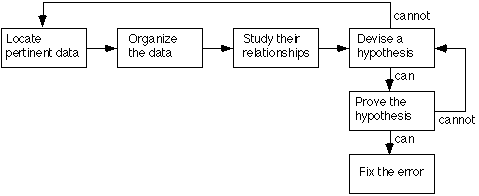 cannot
Locate
pertinent data
Organize
the data
Study their
relationships
Devise a
hypothesis
can
Prove the
hypothesis
cannot
can
Fix the error